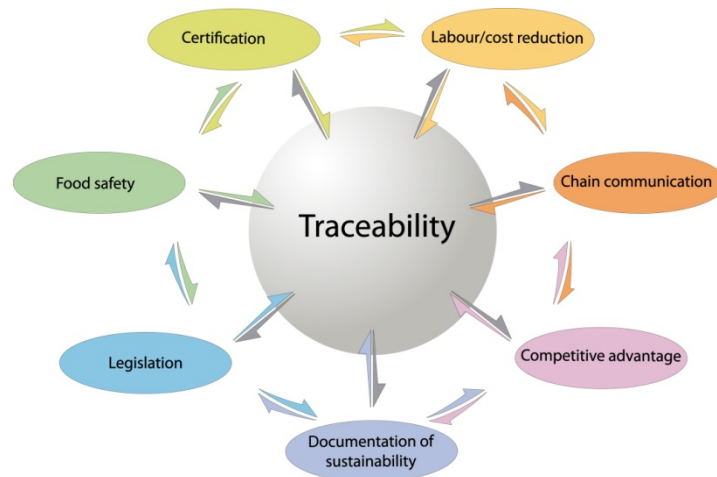 Certification
Labour/cost reduction
Food safety
Chain communication
Traceability
Legislation
Competitive advantage
Documentation of
sustainability